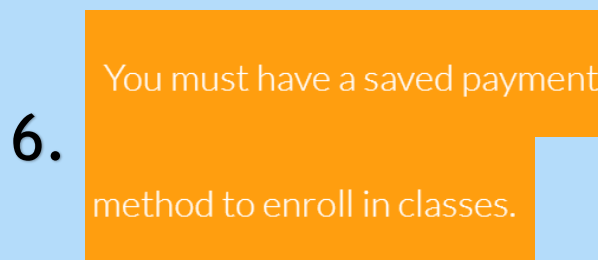 6. You must have a saved payment
method to enroll in classes.